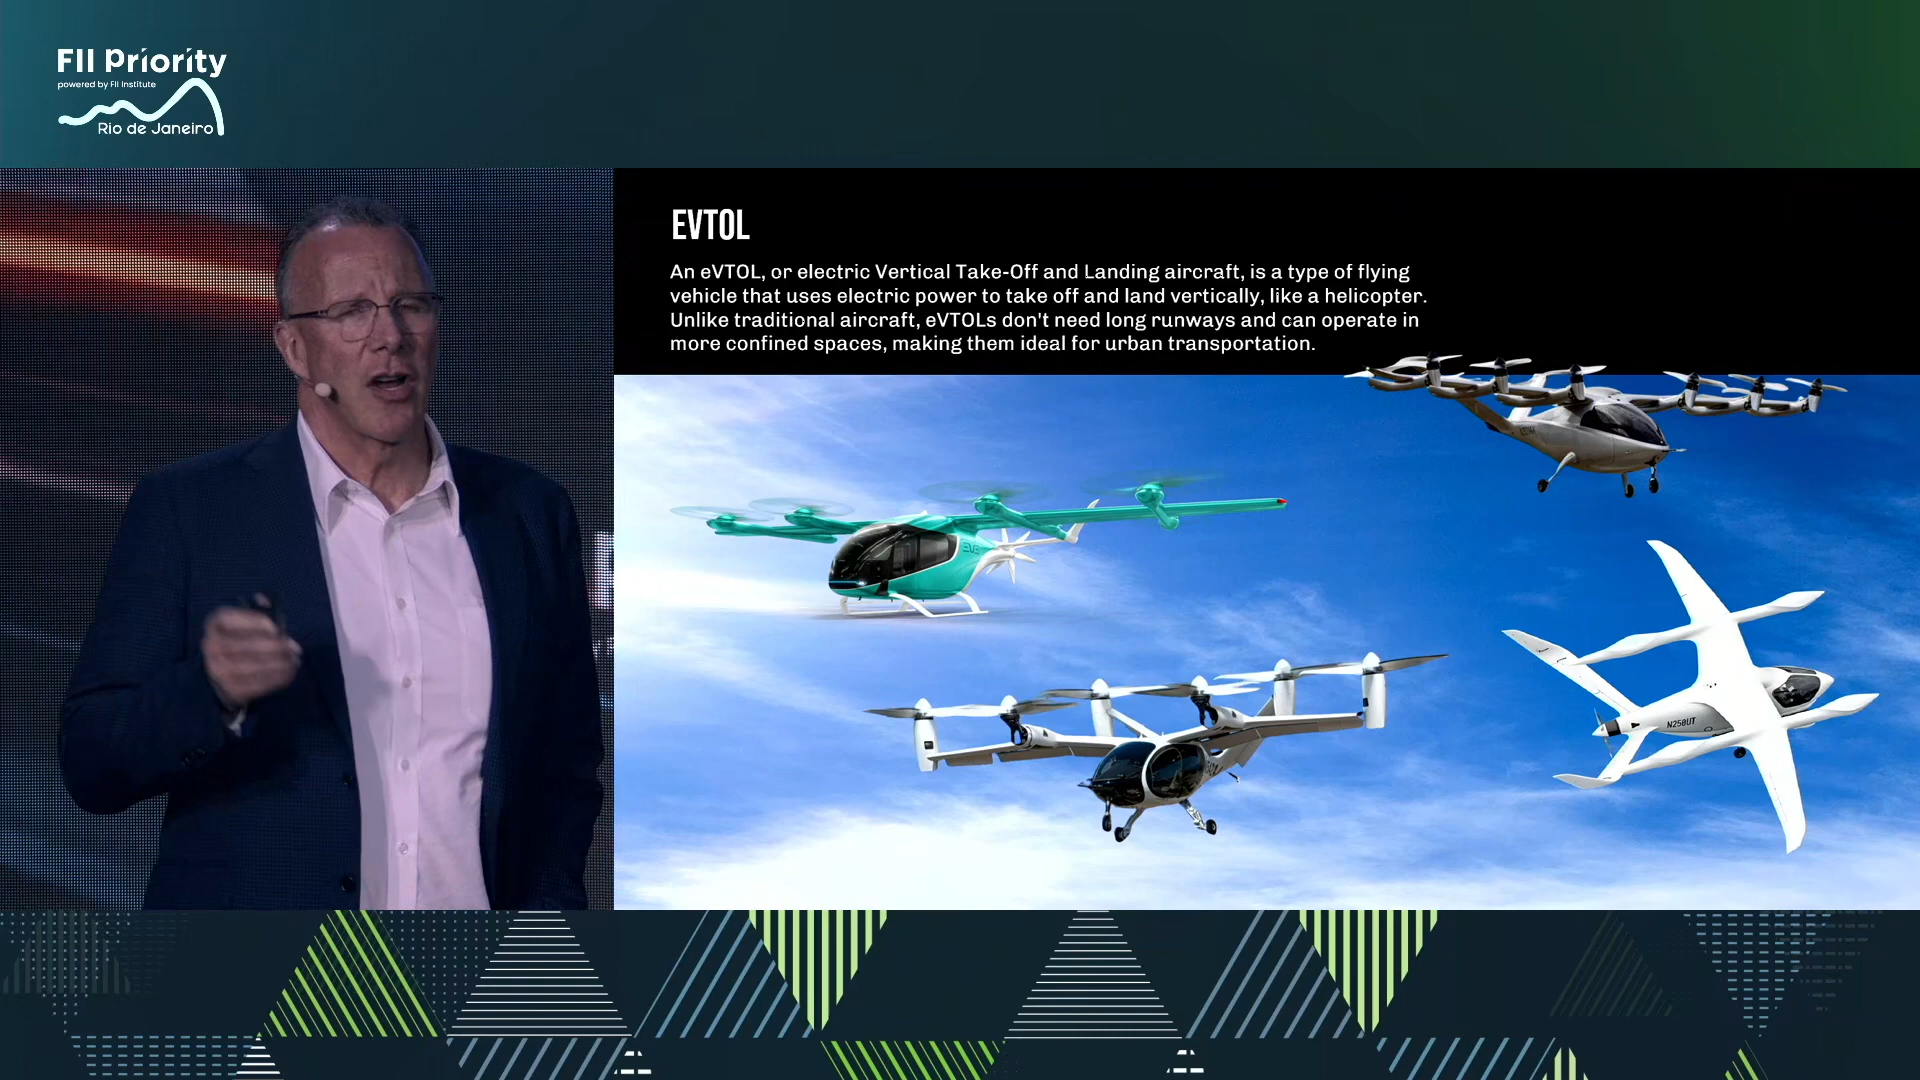 FII Priority
powered by FII Institute
Rio de Janeiro
EVTOL
An eVTOL, or electric Vertical Take-Off and Landing aircraft, is a type of flying
vehicle that uses electric power to take off and land vertically, like a helicopter.
Unlike traditional aircraft, eVTOLs don't need long runways and can operate in
more confined spaces, making them ideal for urban transportation.
EVE
N258UT